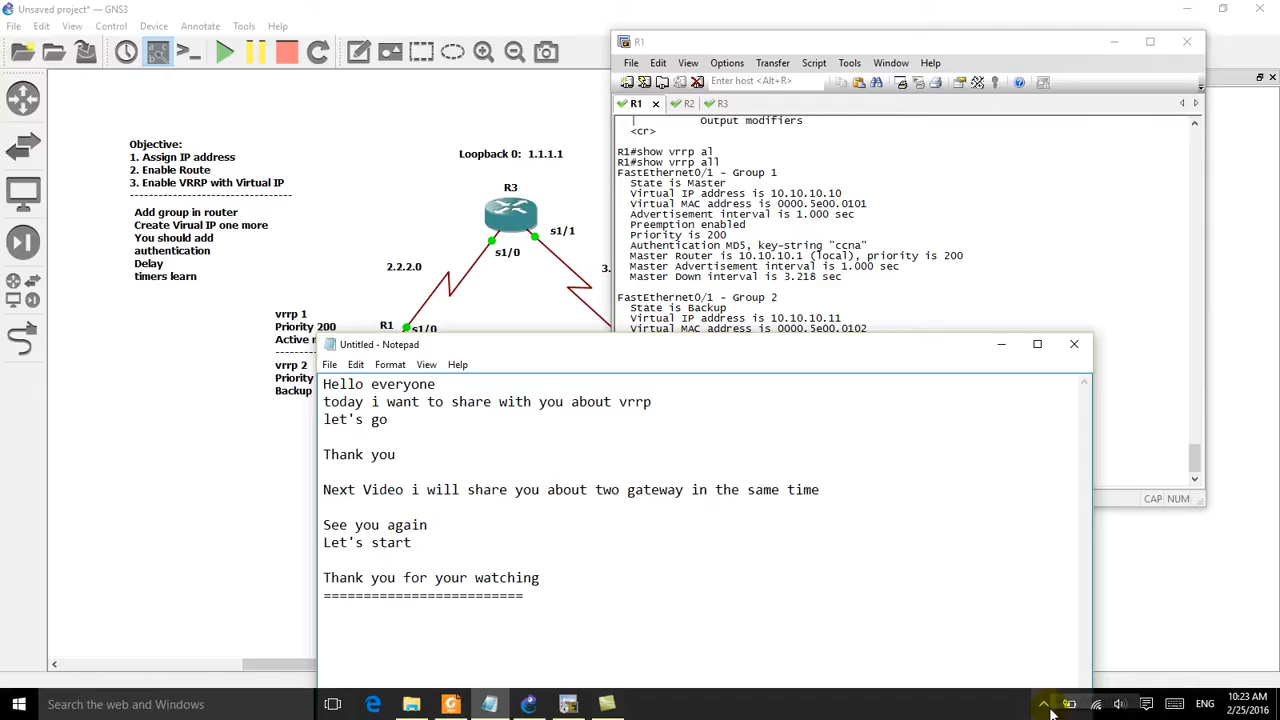 Unsaved project* — GNS3
File Edit View Control Device Annotate Tools Help
Objective:
1. Assign IP address
2. Enable Route
3. Enable VRRP with Virtual IP
---------------------------------
Add group in router
Create Virual IP one more
You should add
authentication
Delay
timers learn
Loopback 0: 1.1.1.1
R3
s1/1
s1/0
2.2.2.0
3.
R1
s1/0
vrrp 1
Priority 200
Active
vrrp 2
Priority
Backup
R1
File Edit View Options Transfer Script Tools Window Help
Enter host <Alt+R>
R1 R2 R3
| Output modifiers
<cr>
R1#show vrrp al
R1#show vrrp all
FastEthernet0/1 - Group 1
State is Master
Virtual IP address is 10.10.10.10
Virtual MAC address is 0000.5e00.0101
Advertisement interval is 1.000 sec
Preemption enabled
Priority is 200
Authentication MD5, key-string "ccna"
Master Router is 10.10.10.1 (local), priority is 200
Master Advertisement interval is 1.000 sec
Master Down interval is 3.218 sec
FastEthernet0/1 - Group 2
State is Backup
Virtual IP address is 10.10.10.11
Virtual MAC address is 0000.5e00.0102
CAP NUM
Untitled - Notepad
File Edit Format View Help
Hello everyone
today i want to share with you about vrrp
let's go
Thank you
Next Video i will share you about two gateway in the same time
See you again
Let's start
Thank you for your watching
=========================
Search the web and Windows
ENG
10:23 AM
2/25/2016